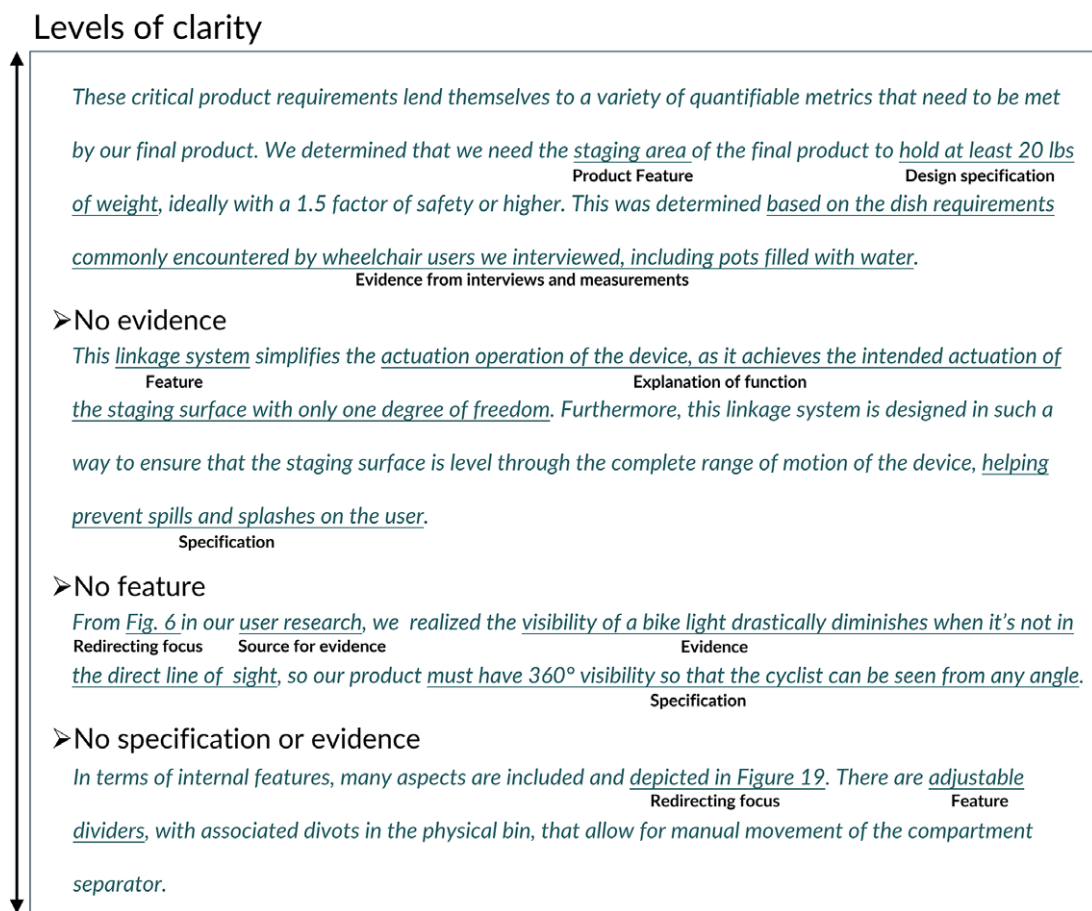 Levels of clarity
These critical product requirements lend themselves to a variety of quantifiable metrics that need to be met
by our final product. We determined that we need the staging area of the final product to hold at least 20 lbs
Product Feature Design specification
of weight, ideally with a 1.5 factor of safety or higher. This was determined based on the dish requirements
commonly encountered by wheelchair users we interviewed, including pots filled with water.
Evidence from interviews and measurements
➢No evidence
This linkage system simplifies the actuation operation of the device, as it achieves the intended actuation of
Feature Explanation of function
the staging surface with only one degree of freedom. Furthermore, this linkage system is designed in such a
way to ensure that the staging surface is level through the complete range of motion of the device, helping
prevent spills and splashes on the user.
Specification
➢No feature
From Fig. 6 in our user research, we realized the visibility of a bike light drastically diminishes when it’s not in
Redirecting focus Source for evidence Evidence
the direct line of sight, so our product must have 360° visibility so that the cyclist can be seen from any angle.
Specification
➢No specification or evidence
In terms of internal features, many aspects are included and depicted in Figure 19. There are adjustable
Redirecting focus Feature
dividers, with associated divots in the physical bin, that allow for manual movement of the compartment
separator.